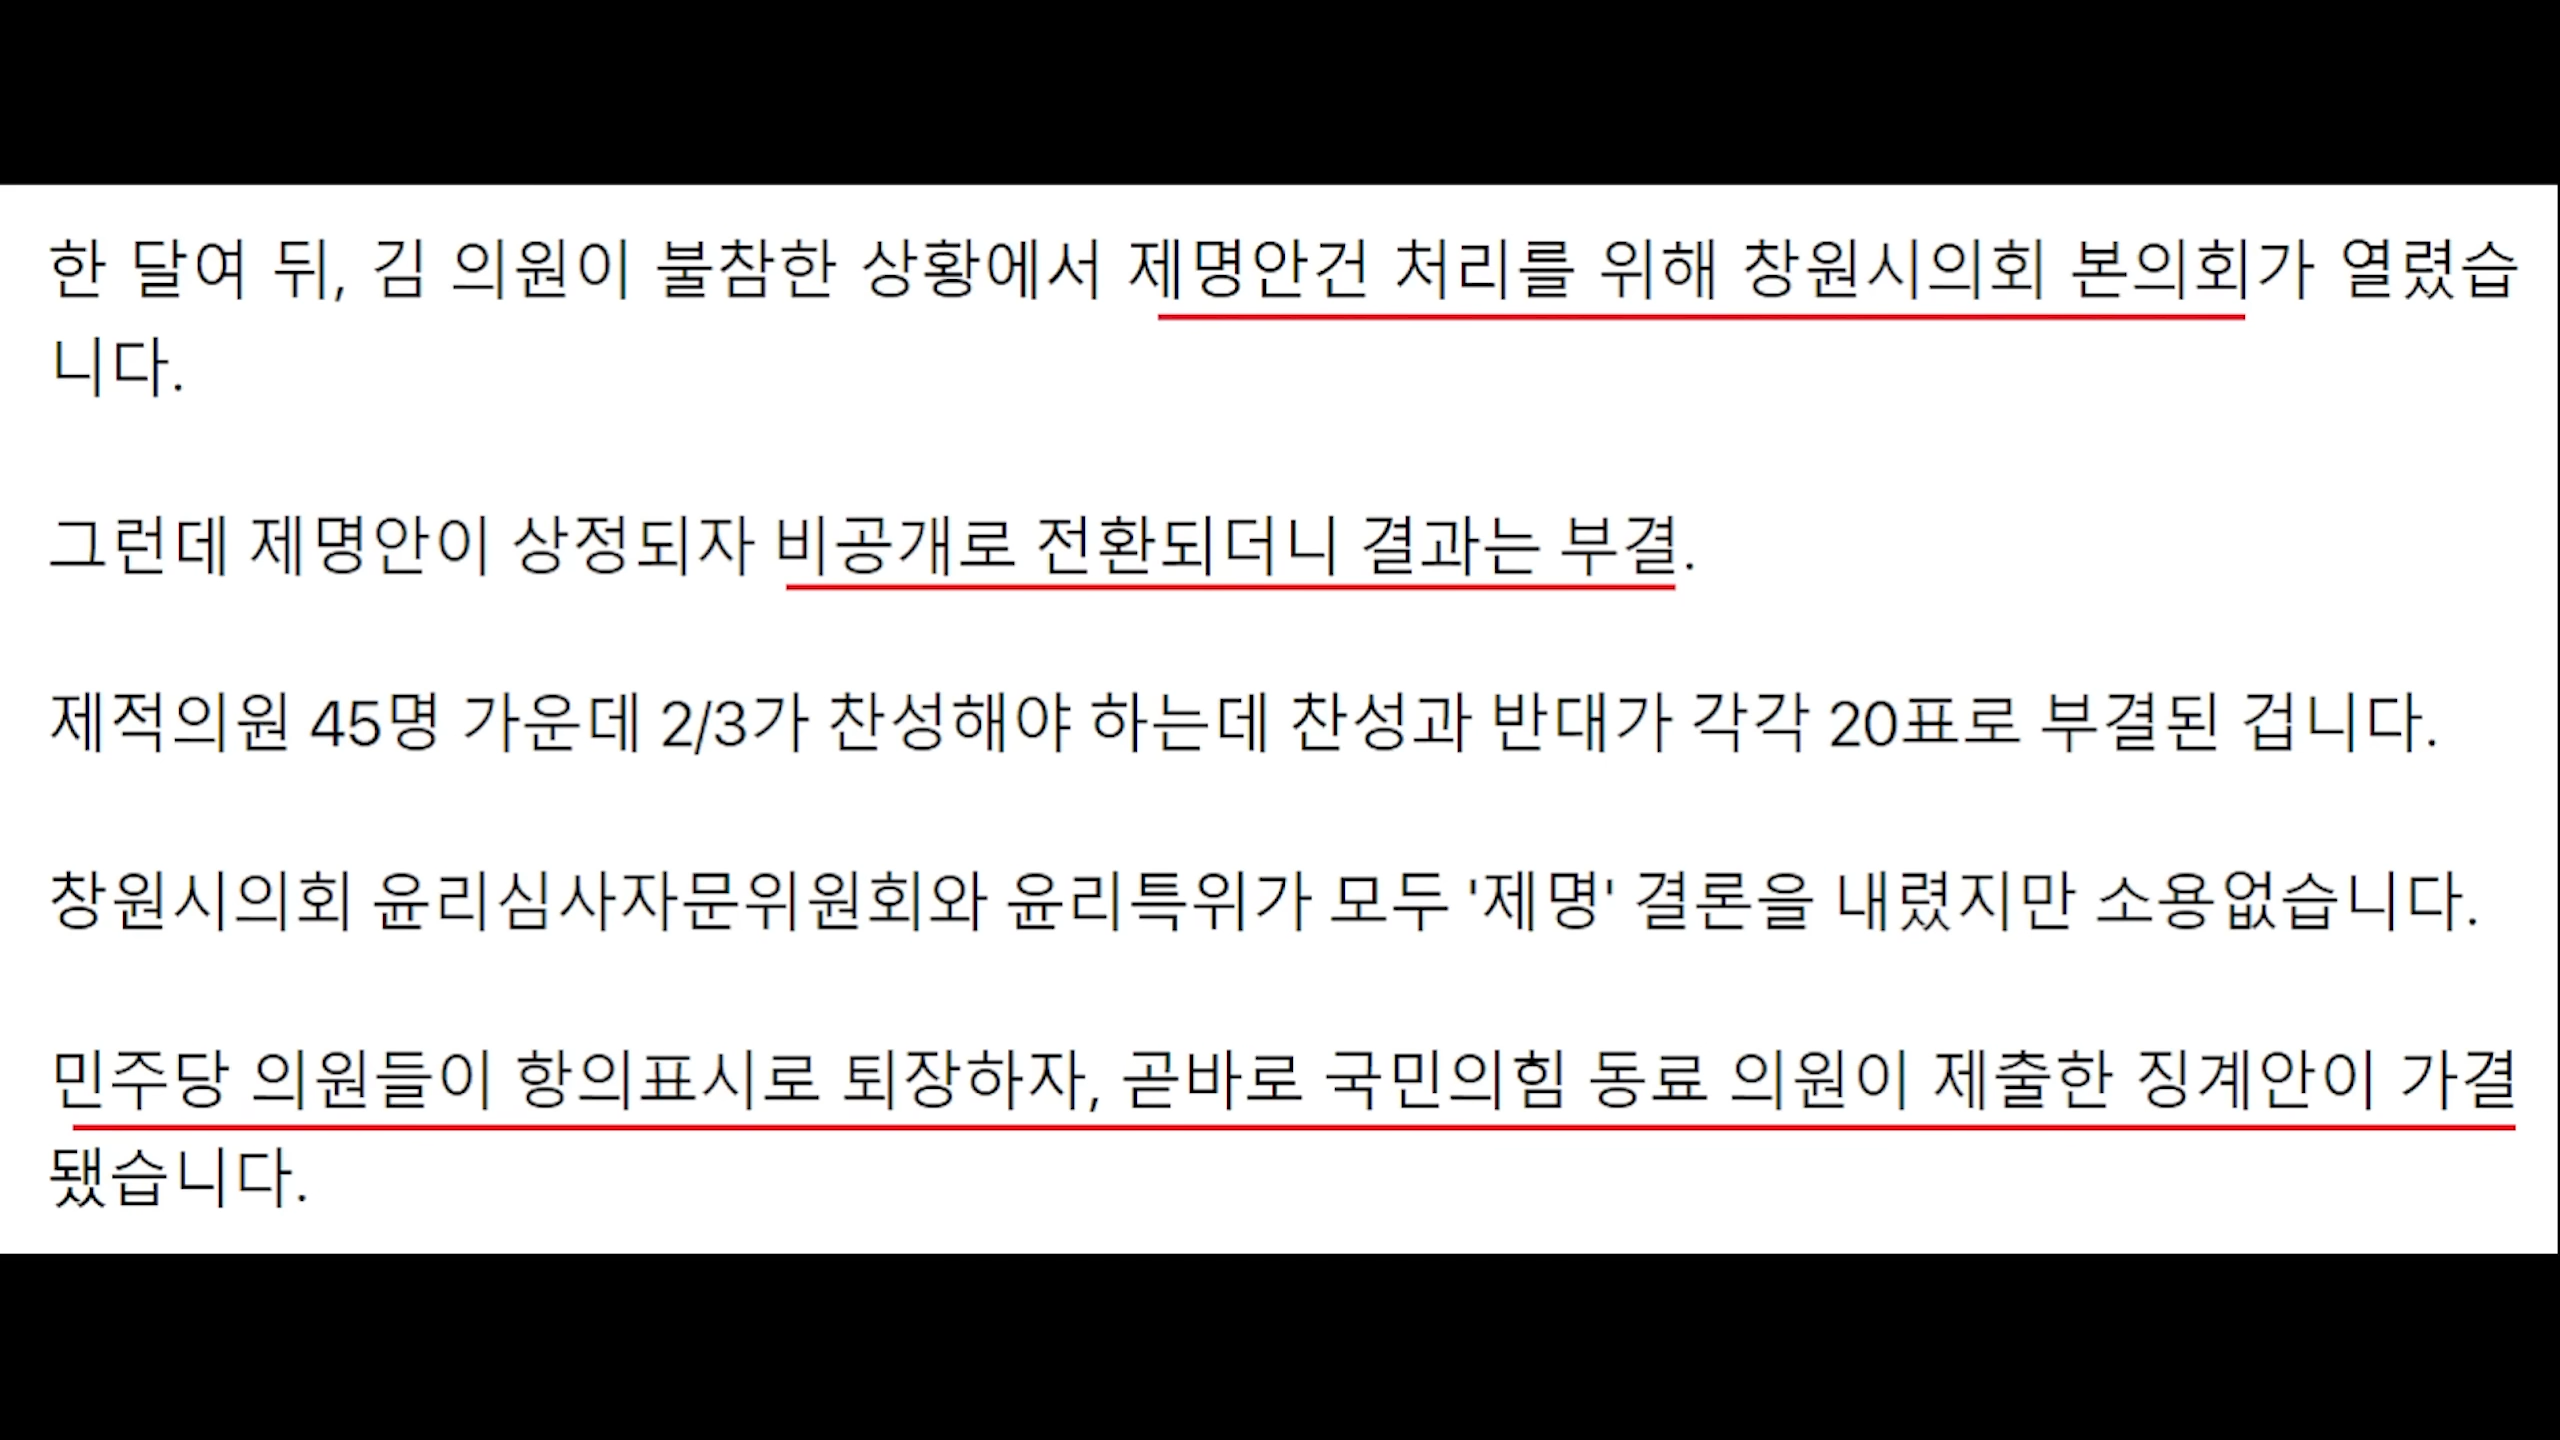 한 달여 뒤, 김 의원이 불참한 상황에서 제명안건 처리를 위해 창원시의회 본의회가 열렸습
니다.
그런데 제명안이 상정되자 비공개로 전환되더니 결과는 부결.
제적의원 45명 가운데 2/3가 찬성해야 하는데 찬성과 반대가 각각 20표로 부결된 겁니다.
창원시의회 윤리심사자문위원회와 윤리특위가 모두 '제명' 결론을 내렸지만 소용없습니다.
민주당 의원들이 항의표시로 퇴장하자, 곧바로 국민의힘 동료 의원이 제출한 징계안이 가결
됐습니다.